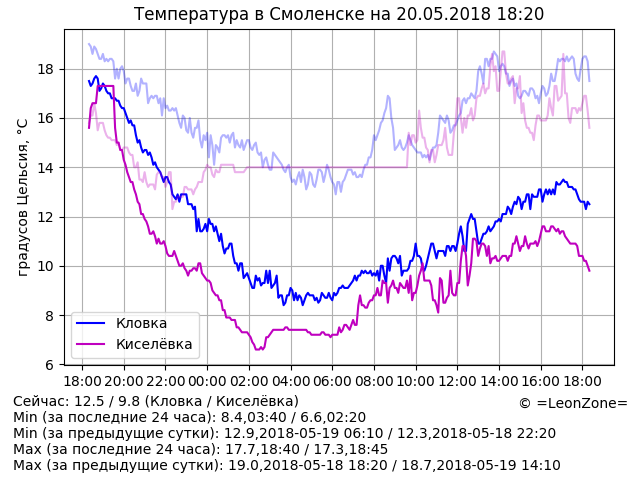 Температура в Смоленске на 20.05.2018 18:20
градусов Цельсия, °C
18
16
14
12
10
8
6
Кловка
Киселёвка
18:00 20:00 22:00 00:00 02:00 04:00 06:00 08:00 10:00 12:00 14:00 16:00 18:00
Сейчас: 12.5 / 9.8 (Кловка / Киселёвка)
© =LeonZone=
Min (за последние 24 часа): 8.4,03:40 / 6.6,02:20
Min (за предыдущие сутки): 12.9,2018-05-19 06:10 / 12.3,2018-05-18 22:20
Max (за последние 24 часа): 17.7,18:40 / 17.3,18:45
Max (за предыдущие сутки): 19.0,2018-05-18 18:20 / 18.7,2018-05-19 14:10